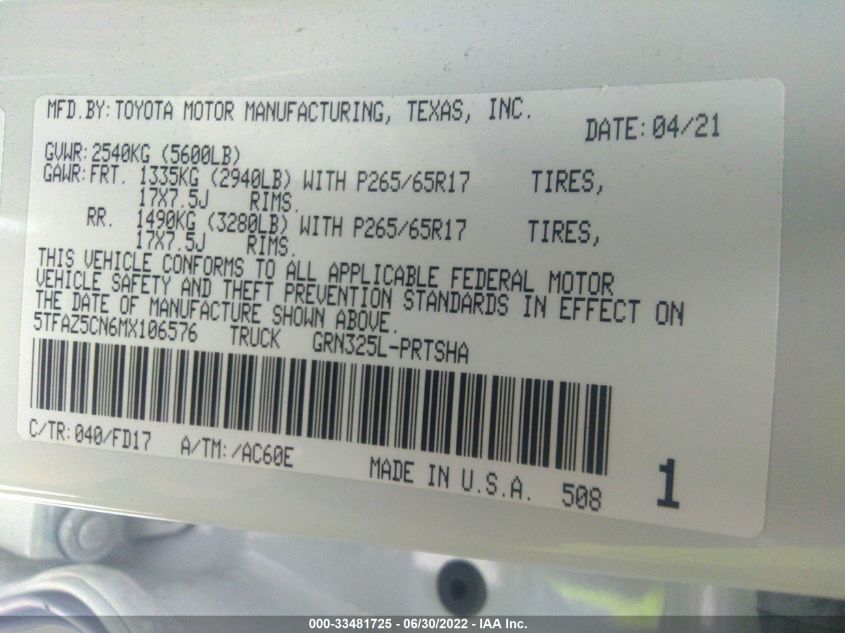 MFD.BY:TOYOTA MOTOR MANUFACTURING, TEXAS, INC.
DATE:04/21
GVWR:2540KG (5600LB)
GAWR:FRT. 1335KG (2940LB) WITH P265/65R17 TIRES,
17X7.5J RIMS.
RR. 1490KG (3280LB) WITH P265/65R17 TIRES,
17X7.5J RIMS.
THIS VEHICLE CONFORMS TO ALL APPLICABLE FEDERAL MOTOR
VEHICLE SAFETY AND THEFT PREVENTION STANDARDS IN EFFECT ON
THE DATE OF MANUFACTURE SHOWN ABOVE.
5TFAZ5CN6MX106576 TRUCK GRN325L-PRTSHA
C/TR:040/FD17 A/TM:/AC60E
MADE IN U.S.A. 508 1
000-33481725 - 06/30/2022 - IAA Inc.